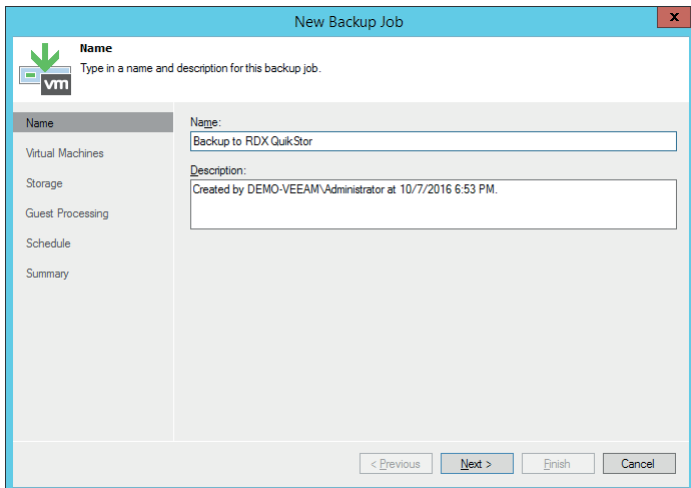 New Backup Job
x
Name
Type in a name and description for this backup job.
vm
Name
Virtual Machines
Storage
Guest Processing
Schedule
Summary
Name:
Backup to RDX QuikStor
Description:
Created by DEMO-VEEAM\Administrator at 10/7/2016 6:53 PM.
< Previous
Next >
Finish
Cancel